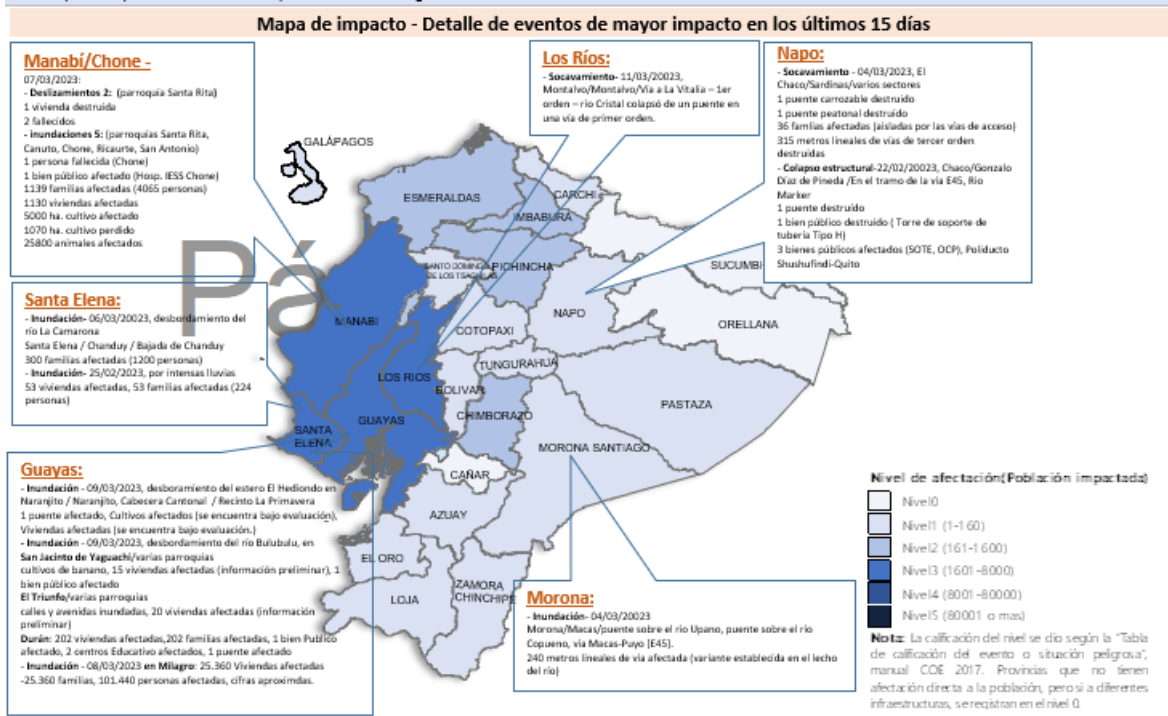 Mapa de impacto - Detalle de eventos de mayor impacto en los últimos 15 días
Manabí/Chone -
07/03/2023:
- Deslizamientos 2: (parroquia Santa Rita)
1 vivienda destruida
2 fallecidos
- inundaciones 5: (parroquias Santa Rita,
Canuto, Chone, Ricaurte, San Antonio)
1 persona fallecida (Chone)
1 bien público afectado (Hosp. IESS Chone)
1139 familias afectadas (4065 personas)
1130 viviendas afectadas
5000 ha. cultivo afectado
1070 ha. cultivo perdido
25800 animales afectados
Los Ríos:
- Socavamiento- 11/03/20023,
Montalvo/Montalvo/Vía a La Vitalia – 1er
orden – río Cristal colapsó de un puente en
una vía de primer orden.
Napo:
- Socavamiento - 04/03/20023, El
Chaco/Sardinas/varios sectores
1 puente carrozable destruido
1 puente peatonal destruido
36 famlias afectadas (aisladas por las vías de acceso)
315 metros lineales de vías de tercer orden
destruidas
- Colapso estructural-22/02/20023, Chaco/Gonzalo
Díaz de Pineda /En el tramo de la via E45, Rio
Marker
1 puente destruido
1 bien público destruido ( Torre de soporte de
tubería Tipo H)
3 bienes públicos afectados (SOTE, OCP), Poliducto
Shushufindi-Quito
Santa Elena:
- Inundación- 06/03/20023, desbordamiento del
río La Camarona
Santa Elena / Chanduy / Bajada de Chanduy
300 familias afectadas (1200 personas)
- Inundación- 25/02/2023, por intensas lluvias
53 viviendas afectadas, 53 familias afectadas (224
personas)
Guayas:
- Inundación - 09/03/2023, desboramiento del estero El Hediondo en
Naranjito / Naranjito, Cabecera Cantonal / Recinto La Primavera
1 puente afectado, Cultivos afectados (se encuentra bajo evaluación),
Viviendas afectadas (se encuentra bajo evaluación.)
- Inundación - 09/03/2023, desbordamiento del río Bulubulu, en
San Jacinto de Yaguachi/varias parroquias
cultivos de banano, 15 viviendas afectadas (información preliminar), 1
bien público afectado
El Triunfo/varias parroquias
calles y avenidas inundadas, 20 viviendas afectadas (información
preliminar)
Durán: 202 viviendas afectadas,202 familias afectadas, 1 bien Publico
afectado, 2 centros Educativo afectados, 1 puente afectado
- Inundación - 08/03/2023 en Milagro: 25.360 Viviendas afectadas
-25.360 familias, 101.440 personas afectadas, cifras aproximdas.
Morona:
- Inundación- 04/03/20023
Morona/Macas/puente sobre el rio Upano, puente sobre el río
Copueno, via Macas-Puyo [E45).
240 metros lineales de via afectada (variante establecida en el lecho
del río)
GALÁPAGOS
ESMERALDAS
CARCHI
IMBABURA
SANTO DOMINGO
DE LOS TSACHILAS
PICHINCHA
SUCUMBI
MANABI
COTOPAXI
NAPO
ORELLANA
LOS RIOS
TUNGURAHUA
BOLIVAR
PASTAZA
GUAYAS
CHIMBORAZO
SANTA
ELENA
MORONA SANTIAGO
CAÑAR
AZUAY
EL ORO
LOJA
ZAMORA
CHINCHIPE
Pá
Nivel de afectación(Población impactada)
Nivel0
Nivel1 (1-160)
Nivel2 (161-1600)
Nivel3 (1601-8000)
Nivel4 (8001-80000)
Nivel5 (80001 o mas)
Nota: La calificación del nivel se dio según la "Tabla
de calificación del evento o situación peligrosa",
manual COE 2017. Provincias que no tienen
afectación directa a la población, pero si a diferentes
infraestructuras, se registran en el nivel 0.